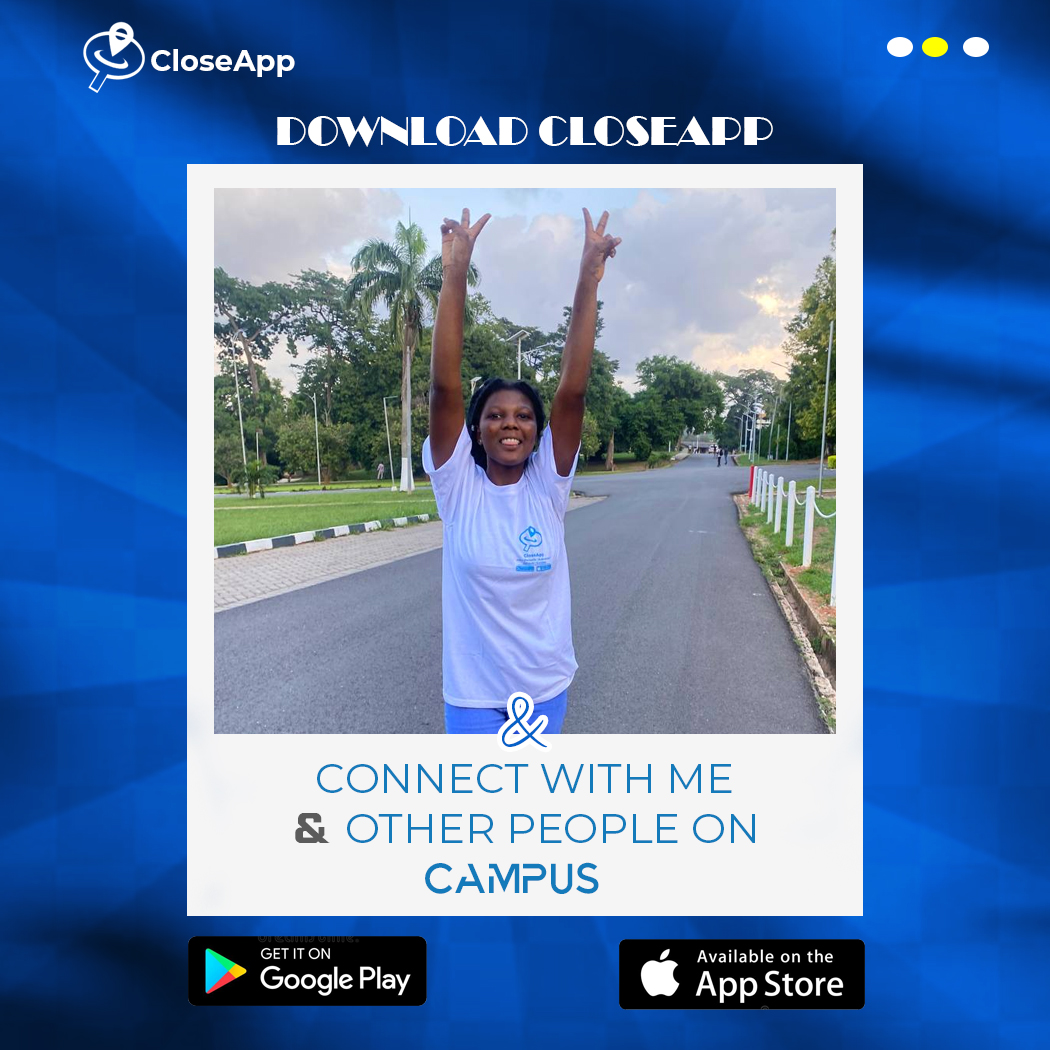 CloseApp
DOWNLOAD CLOSEAPP
CloseApp
&
CONNECT WITH ME
& OTHER PEOPLE ON
CAMPUS
GET IT ON
Google Play
Available on the
App Store